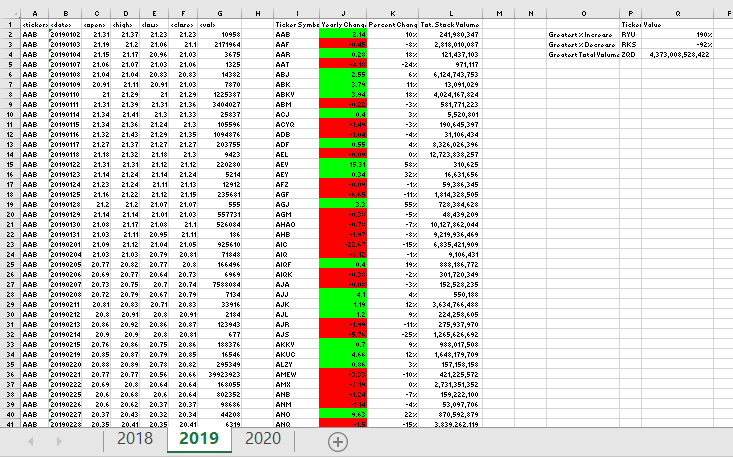 A B C D E F G H I J K L M N O P Q F
1 <ticker> <date> <open> <high> <low> <close> <vol> Ticker Symbo Yearly Chang Percent Chang Tot. Stock Volume Ticker Value
2 AAB 20190102 21.31 21.37 21.23 21.23 10958 AAB 2.14 10% 241,980,347 Greatest % Increase RYU 190%
3 AAB 20190103 21.19 21.2 21.06 21.1 2171964 AAF -0.45 -8% 2,818,010,087 Greatest % Decrease RKS -92%
4 AAB 20190104 21.15 21.17 20.96 21.03 3675 AAR 0.28 18% 121,437,103 Greatest Total Volume ZQD 4,373,008,528,422
5 AAB 20190107 21.06 21.07 21.03 21.06 1325 AAT -24% 971,117
6 AAB 20190108 21.04 21.04 20.83 20.83 14382 ABJ 2.55 6% 6,124,743,753
7 AAB 20190109 20.91 21.11 20.91 21.03 7870 ABK 3.79 11% 13,091,029
8 AAB 20190110 21 21.29 21 21.29 1225387 ABKV 3.94 18% 4,024,167,824
9 AAB 20190111 21.31 21.39 21.31 21.36 3404027 ABM -0.22 -3% 581,771,223
10 AAB 20190114 21.34 21.41 21.3 21.33 25837 ACJ 0.4 3% 5,520,801
11 AAB 20190115 21.34 21.36 21.24 21.3 105596 ACYQ -1.49 -3% 190,645,397
12 AAB 20190116 21.32 21.43 21.29 21.35 1094876 ADB -1.04 -4% 31,106,434
13 AAB 20190117 21.27 21.37 21.27 21.27 203755 ADF 0.55 4% 8,326,026,396
14 AAB 20190118 21.18 21.32 21.18 21.3 9423 AEL -0.09 0% 12,723,838,257
15 AAB 20190122 21.31 21.31 21.12 21.12 220280 AEV 15.31 58% 310,625
16 AAB 20190123 21.14 21.24 21.14 21.24 5214 AEY 0.34 32% 16,631,656
17 AAB 20190124 21.23 21.24 21.11 21.13 12912 AFZ -0.09 -1% 59,386,345
18 AAB 20190125 21.16 21.22 21.12 21.15 235681 AGF -6.65 -11% 1,814,328,505
19 AAB 20190128 21.2 21.2 21.07 21.07 555 AGJ 3.3 55% 728,384,628
20 AAB 20190129 21.14 21.14 21.01 21.03 557731 AGM -0.31 -5% 48,439,209
21 AAB 20190130 21.08 21.17 21.08 21.1 526084 AHAO -0.78 -7% 10,127,862,044
22 AAB 20190131 21.03 21.11 20.95 21.11 186 AHB -1.97 -8% 9,219,936,469
23 AAB 20190201 21.09 21.12 21.04 21.05 925610 AIC -22.67 -15% 6,835,421,909
24 AAB 20190204 21.03 21.03 20.79 20.81 71848 AIQ -0.12 -1% 9,106,431
25 AAB 20190205 20.77 20.82 20.77 20.8 166496 AIQF 0.4 19% 888,186,772
26 AAB 20190206 20.69 20.77 20.64 20.73 6969 AIQK -0.31 -2% 301,720,349
27 AAB 20190207 20.73 20.75 20.7 20.74 7588084 AJA -0.08 -3% 152,528,235
28 AAB 20190208 20.72 20.79 20.67 20.79 7134 AJJ 4.1 4% 550,188
29 AAB 20190211 20.81 20.83 20.71 20.83 33916 AJK 1.19 12% 3,634,766,488
30 AAB 20190212 20.8 20.91 20.8 20.91 2184 AJL 1.2 9% 224,258,605
31 AAB 20190213 20.86 20.92 20.86 20.87 123943 AJR -1.99 -11% 275,937,970
32 AAB 20190214 20.9 20.9 20.8 20.81 677 AJS -5.76 -25% 1,265,626,692
33 AAB 20190215 20.76 20.86 20.75 20.86 188376 AKKV 0.7 9% 988,017,508
34 AAB 20190219 20.85 20.87 20.79 20.85 16546 AKUC 4.66 12% 1,648,179,709
35 AAB 20190220 20.88 20.89 20.78 20.82 295349 ALZY 0.86 3% 157,158,158
36 AAB 20190221 20.77 20.77 20.56 20.66 39923923 AMEW -3.35 -10% 421,225,572
37 AAB 20190222 20.69 20.8 20.64 20.64 168055 AMX -0.19 0% 2,731,351,352
38 AAB 20190225 20.6 20.68 20.6 20.64 802352 ANB -1.24 -7% 159,222,100
39 AAB 20190226 20.6 20.62 20.37 20.37 98686 ANM -1.14 -4% 53,097,706
40 AAB 20190227 20.37 20.43 20.32 20.34 44208 ANO 9.63 22% 870,592,879
41 AAB 20190228 20.35 20.41 20.35 20.41 6319 ANQ -1.5 -15% 3,839,262,119
2018 2019 2020